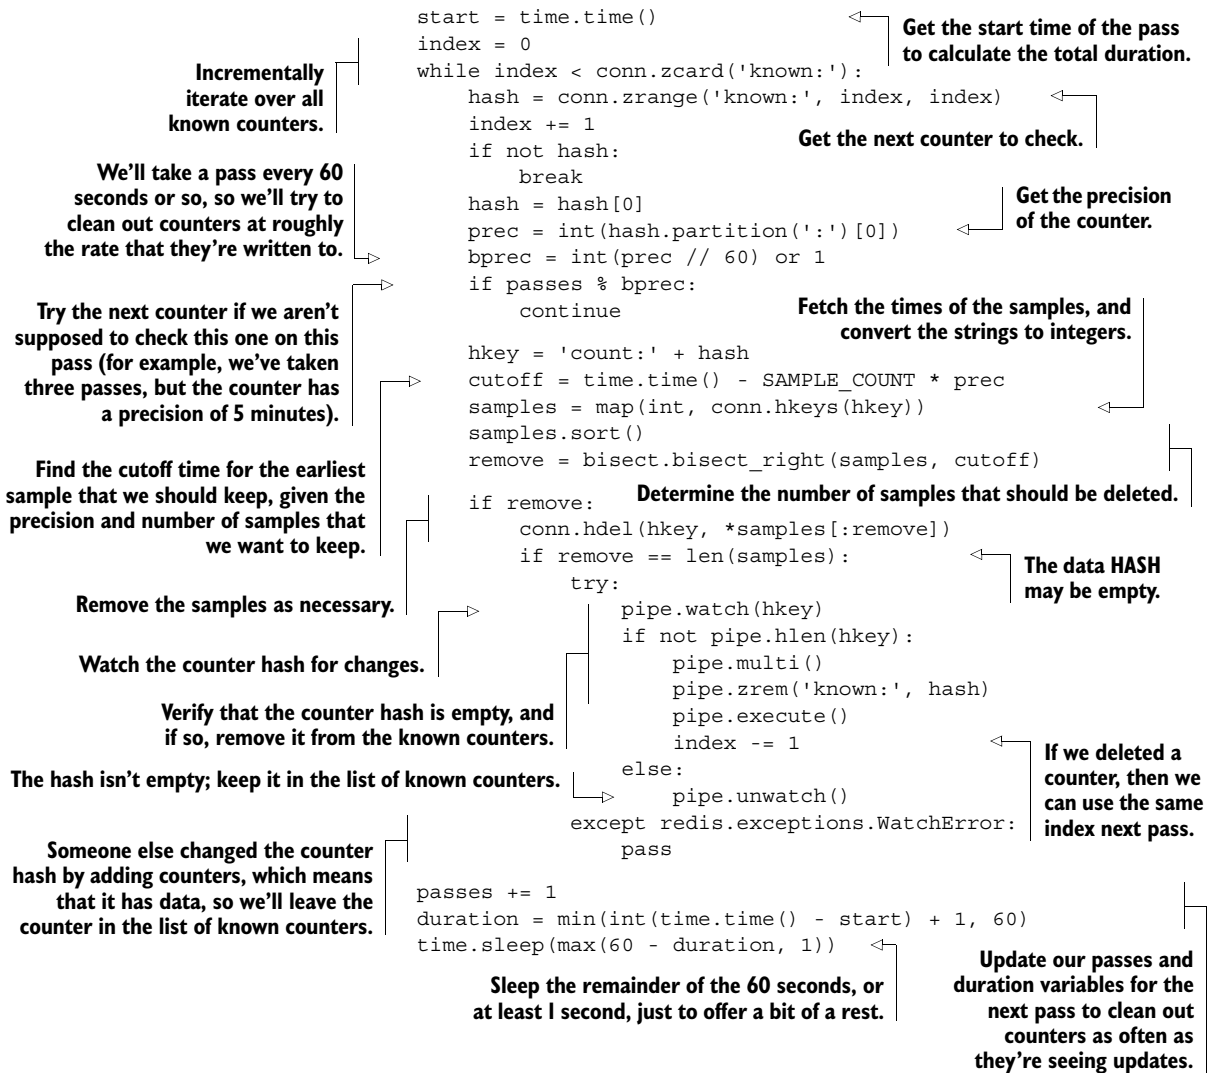 start = time.time()
Get the start time of the pass
to calculate the total duration.
index = 0
Incrementally
iterate over all
known counters.
while index < conn.zcard('known:'):
hash = conn.zrange('known:', index, index)
Get the next counter to check.
index += 1
if not hash:
break
hash = hash[0]
prec = int(hash.partition(':')[0])
Get the precision
of the counter.
We'll take a pass every 60
seconds or so, so we'll try to
clean out counters at roughly
the rate that they're written to.
bprec = int(prec // 60) or 1
if passes % bprec:
continue
Try the next counter if we aren't
supposed to check this one on this
pass (for example, we've taken
three passes, but the counter has
a precision of 5 minutes).
Fetch the times of the samples, and
convert the strings to integers.
hkey = 'count:' + hash
cutoff = time.time() - SAMPLE_COUNT * prec
samples = map(int, conn.hkeys(hkey))
samples.sort()
remove = bisect.bisect_right(samples, cutoff)
Find the cutoff time for the earliest
sample that we should keep, given the
precision and number of samples that
we want to keep.
Determine the number of samples that should be deleted.
if remove:
conn.hdel(hkey, *samples[:remove])
if remove == len(samples):
The data HASH
may be empty.
Remove the samples as necessary.
try:
pipe.watch(hkey)
Watch the counter hash for changes.
if not pipe.hlen(hkey):
pipe.multi()
pipe.zrem('known:', hash)
pipe.execute()
Verify that the counter hash is empty, and
if so, remove it from the known counters.
index -= 1
If we deleted a
counter, then we
can use the same
index next pass.
The hash isn't empty; keep it in the list of known counters.
else:
pipe.unwatch()
except redis.exceptions.WatchError:
pass
Someone else changed the counter
hash by adding counters, which means
that it has data, so we'll leave the
counter in the list of known counters.
passes += 1
duration = min(int(time.time() - start) + 1, 60)
time.sleep(max(60 - duration, 1))
Sleep the remainder of the 60 seconds, or
at least 1 second, just to offer a bit of a rest.
Update our passes and
duration variables for the
next pass to clean out
counters as often as
they're seeing updates.